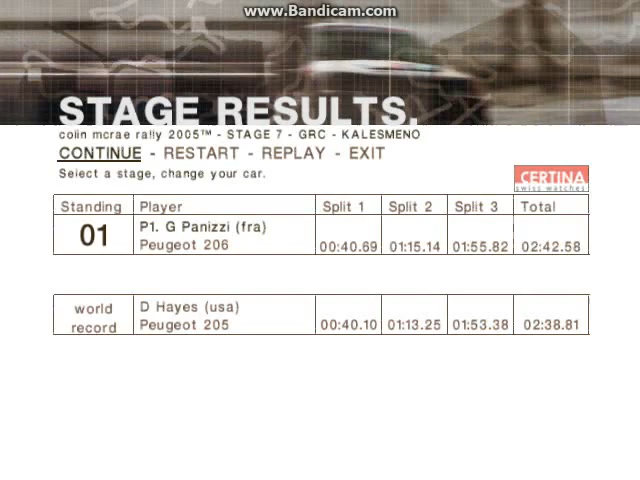 www.Bandicam.com
STAGE RESULTS.
colin mcrae rally 2005™ - STAGE 7 - GRC - KALESMENO
CONTINUE - RESTART - REPLAY - EXIT
Select a stage, change your car.
CERTINA
swiss watches
Standing Player Split 1 Split 2 Split 3 Total
01 P1. G Panizzi (fra)
Peugeot 206 00:40.69 01:15.14 01:55.82 02:42.58
world D Hayes (usa)
record Peugeot 205 00:40.10 01:13.25 01:53.38 02:38.81